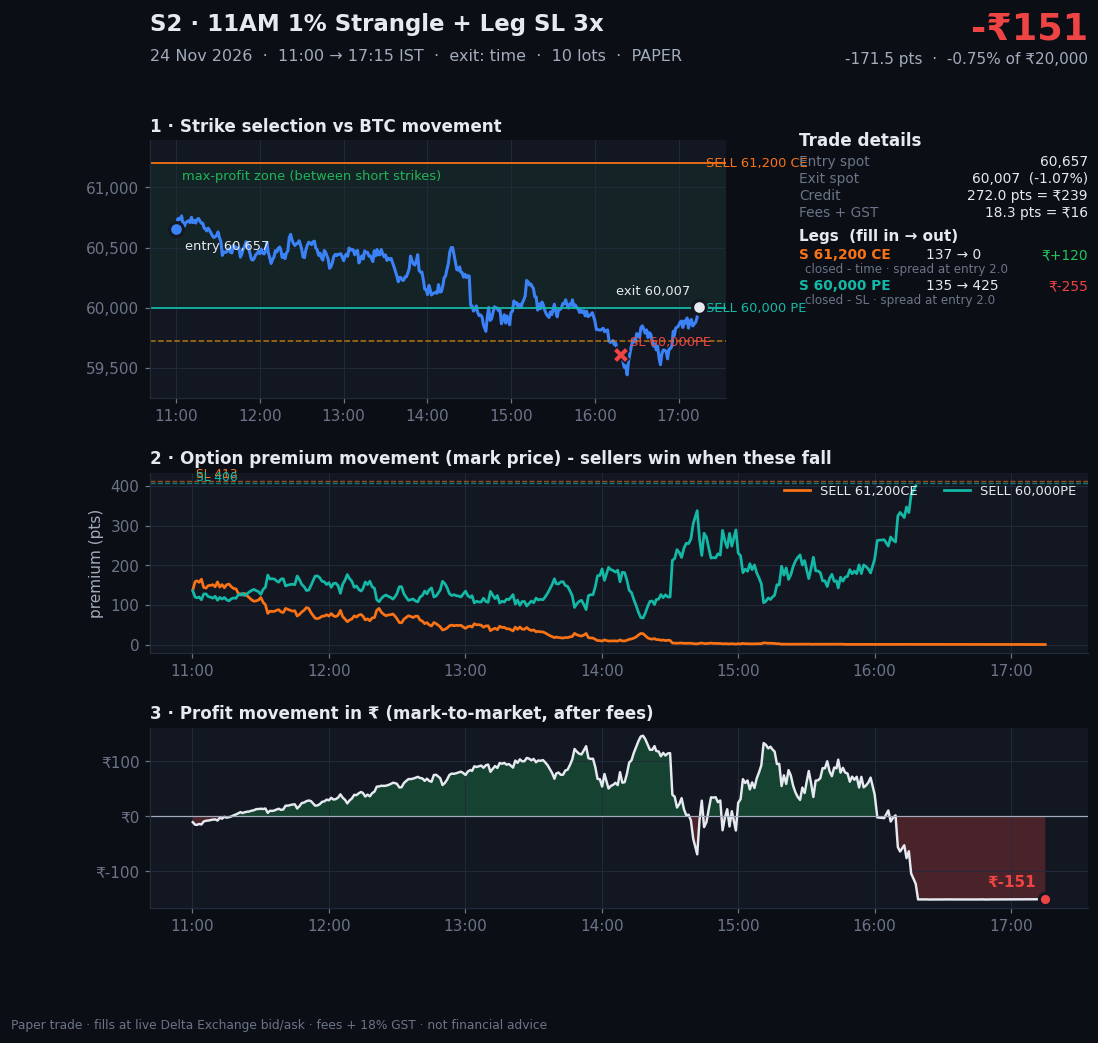 S2 · 11AM 1% Strangle + Leg SL 3x
-₹151
24 Nov 2026 · 11:00 → 17:15 IST · exit: time · 10 lots · PAPER
-171.5 pts · -0.75% of ₹20,000
1 · Strike selection vs BTC movement
SELL 61,200 CE
max-profit zone (between short strikes)
entry 60,657
exit 60,007
SELL 60,000 PE
SL 60,000PE
61,000
60,500
60,000
59,500
11:00 12:00 13:00 14:00 15:00 16:00 17:00
Trade details
Entry spot 60,657
Exit spot 60,007 (-1.07%)
Credit 272.0 pts = ₹239
Fees + GST 18.3 pts = ₹16
Legs (fill in → out)
S 61,200 CE 137 → 0 ₹+120
closed - time · spread at entry 2.0
S 60,000 PE 135 → 425 ₹-255
closed - SL · spread at entry 2.0
2 · Option premium movement (mark price) - sellers win when these fall
SL 413
SL 406
SELL 61,200CE SELL 60,000PE
premium (pts)
400
300
200
100
0
11:00 12:00 13:00 14:00 15:00 16:00 17:00
3 · Profit movement in ₹ (mark-to-market, after fees)
₹100
₹0
₹-100
₹-151
11:00 12:00 13:00 14:00 15:00 16:00 17:00
Paper trade · fills at live Delta Exchange bid/ask · fees + 18% GST · not financial advice